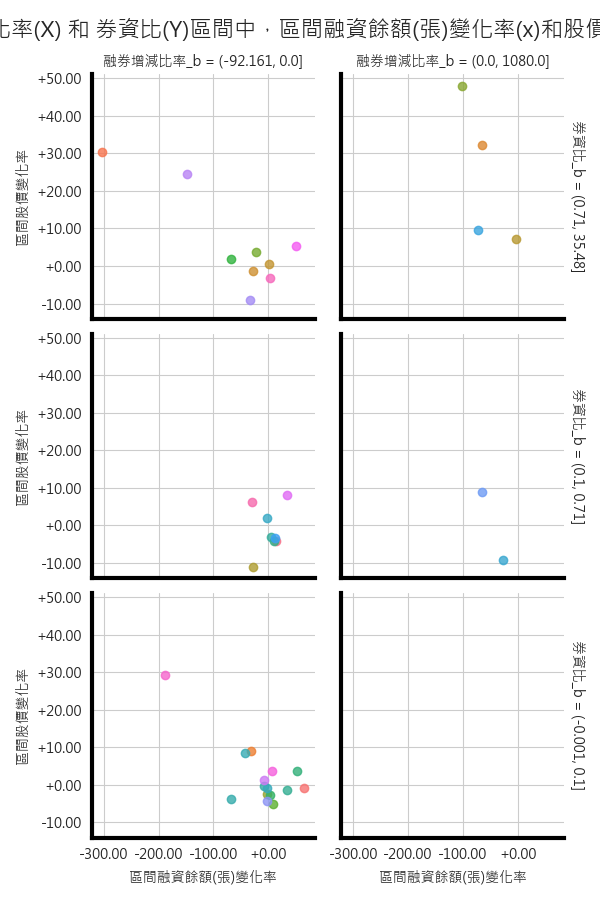 化率(X) 和 券資比(Y)區間中，區間融資餘額(張)變化率(x)和股價
融券增減比率_b = (-92.161, 0.0]
融券增減比率_b = (0.0, 1080.0]
+50.00
+40.00
+30.00
+20.00
+10.00
+0.00
-10.00
區間股價變化率
券資比_b = (0.71, 35.48]
+50.00
+40.00
+30.00
+20.00
+10.00
+0.00
-10.00
區間股價變化率
券資比_b = (0.1, 0.71]
+50.00
+40.00
+30.00
+20.00
+10.00
+0.00
-10.00
區間股價變化率
券資比_b = (-0.001, 0.1]
-300.00 -200.00 -100.00 +0.00
-300.00 -200.00 -100.00 +0.00
區間融資餘額(張)變化率
區間融資餘額(張)變化率